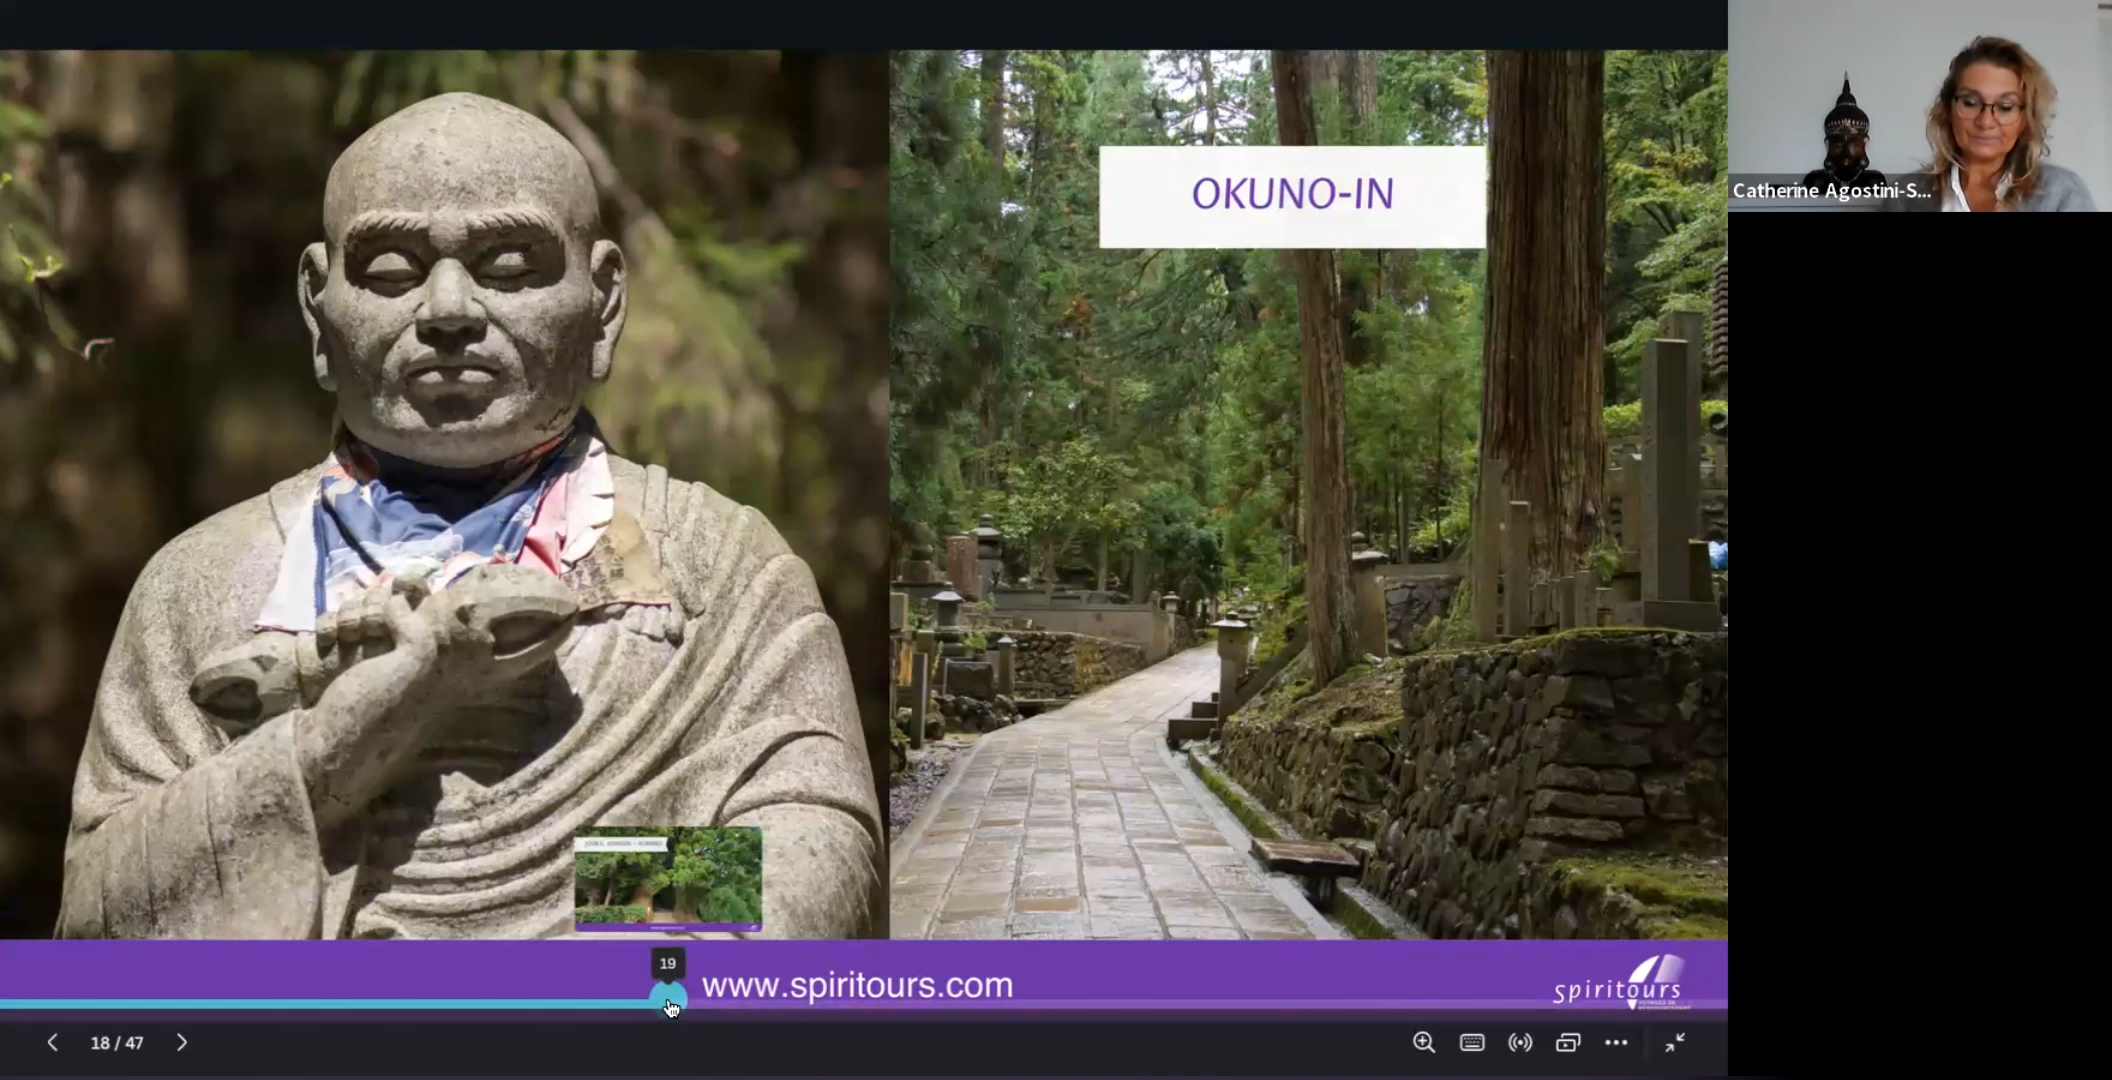 OKUNO-IN
Catherine Agostini-S...
19
www.spiritours.com
spiritours
18 / 47